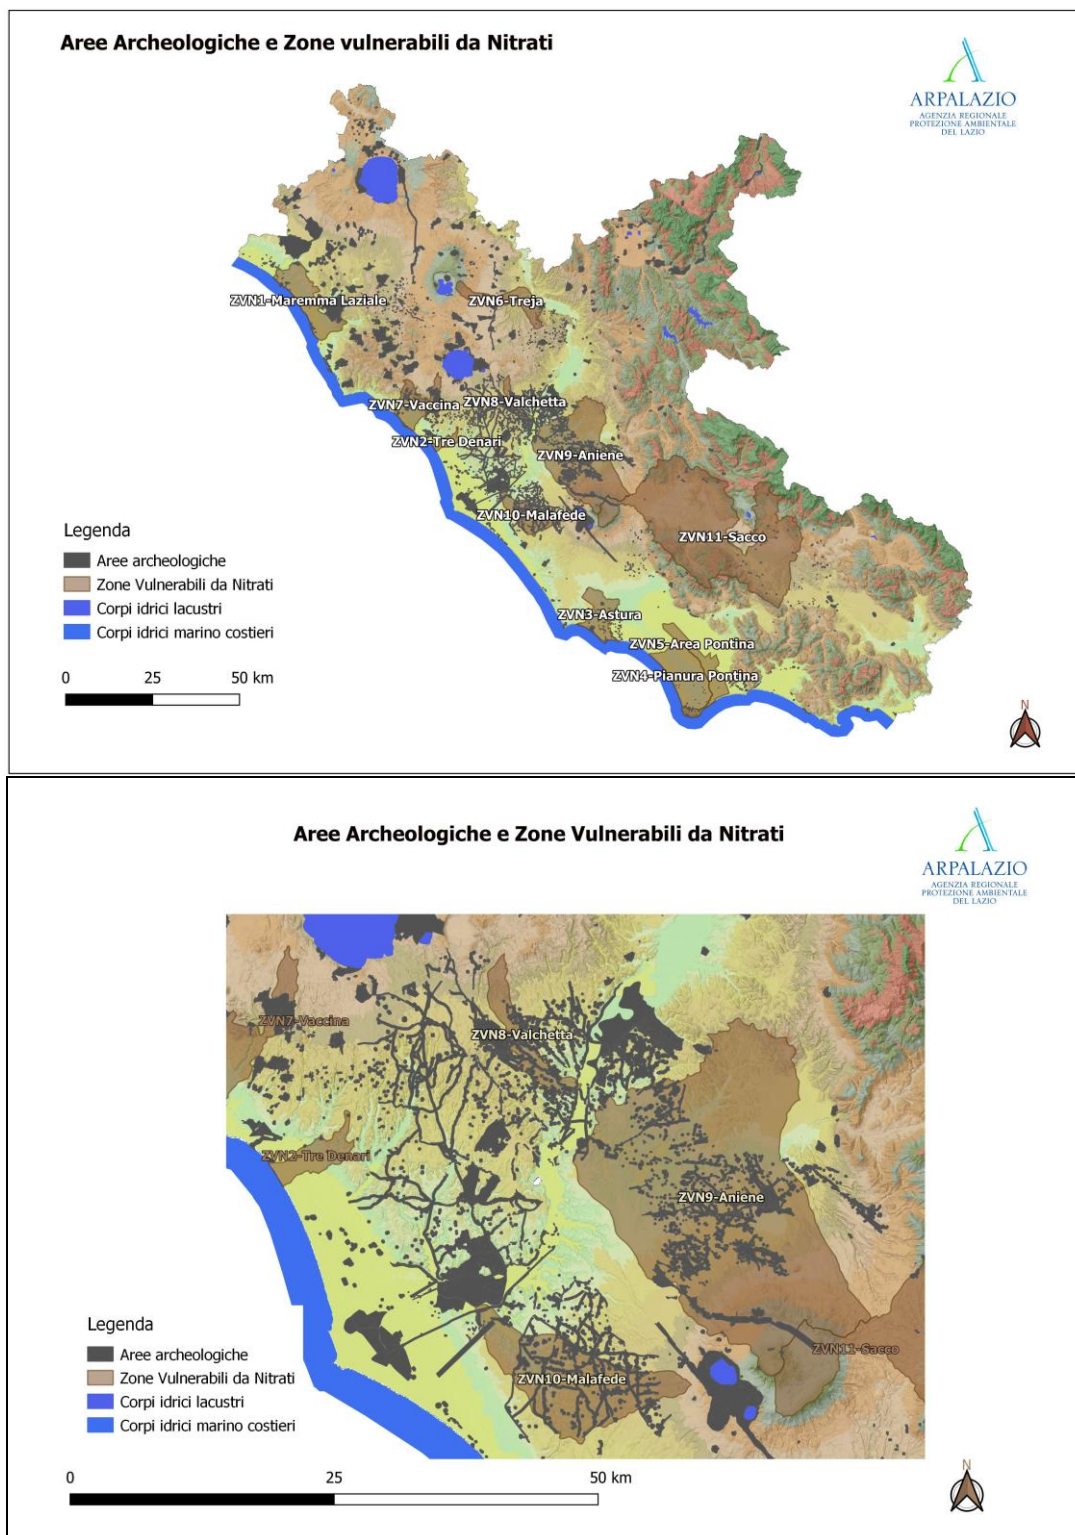 Aree Archeologiche e Zone vulnerabili da Nitrati
ARPALAZIO
AGENZIA REGIONALE
PROTEZIONE AMBIENTALE
DEL LAZIO
ZVN1-Maremma Laziale
ZVN6-Treja
ZVN7-Vaccina
ZVN8-Valchetta
ZVN2-Tre Denari
ZVN9-Aniene
ZVN10-Malafede
ZVN11-Sacco
ZVN3-Astura
ZVN5-Area Pontina
ZVN4-Pianura Pontina
Legenda
Aree archeologiche
Zone Vulnerabili da Nitrati
Corpi idrici lacustri
Corpi idrici marino costieri
0 25 50 km
N
Aree Archeologiche e Zone Vulnerabili da Nitrati
ARPALAZIO
AGENZIA REGIONALE
PROTEZIONE AMBIENTALE
DEL LAZIO
ZVN7-Vaccina
ZVN8-Valchetta
ZVN2-Tre Denari
ZVN9-Aniene
ZVN11-Sacco
ZVN10-Malafede
Legenda
Aree archeologiche
Zone Vulnerabili da Nitrati
Corpi idrici lacustri
Corpi idrici marino costieri
0 25 50 km
N